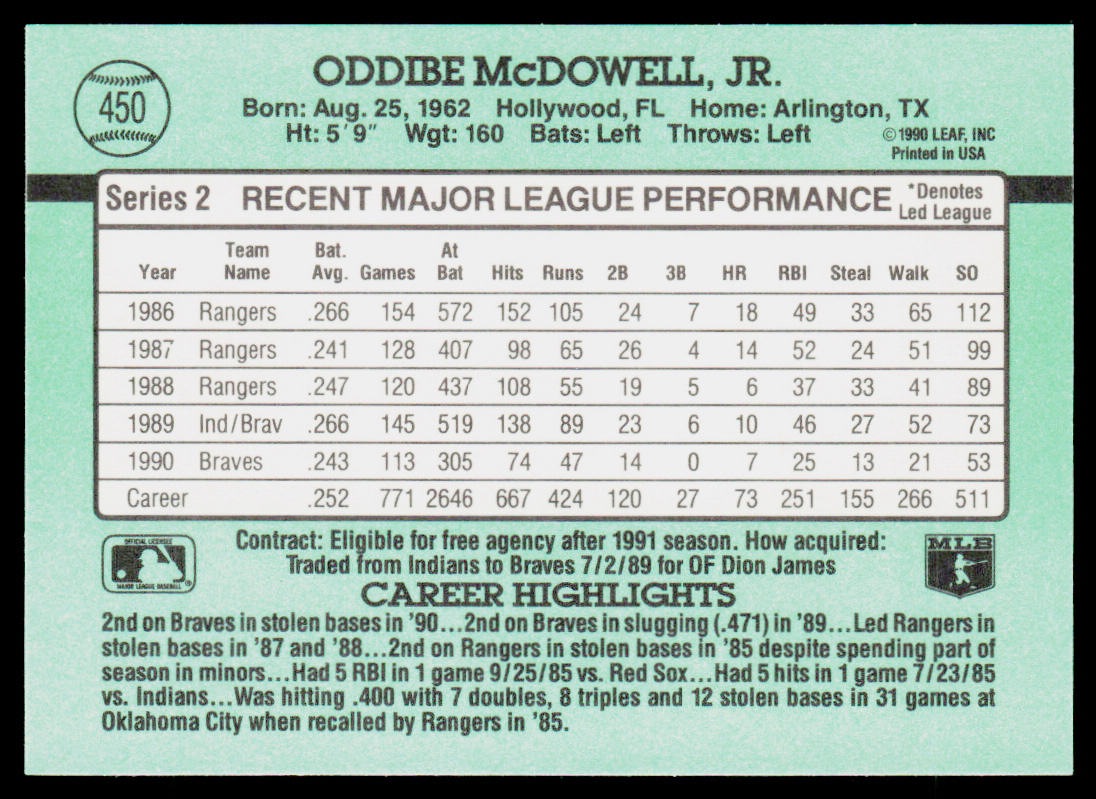 450
ODDIBE McDOWELL, JR.
Born: Aug. 25, 1962 Hollywood, FL Home: Arlington, TX
Ht: 5'9" Wgt: 160 Bats: Left Throws: Left
©1990 LEAF, INC
Printed in USA
Series 2 RECENT MAJOR LEAGUE PERFORMANCE
*Denotes
Led League
Year Team Name Bat. Avg. Games At Bat Hits Runs 2B 3B HR RBI Steal Walk SO
1986 Rangers .266 154 572 152 105 24 7 18 49 33 65 112
1987 Rangers .241 128 407 98 65 26 4 14 52 24 51 99
1988 Rangers .247 120 437 108 55 19 5 6 37 33 41 89
1989 Ind/Brav .266 145 519 138 89 23 6 10 46 27 52 73
1990 Braves .243 113 305 74 47 14 0 7 25 13 21 53
Career .252 771 2646 667 424 120 27 73 251 155 266 511
OFFICIAL LICENSEE
MAJOR LEAGUE BASEBALL ®
Contract: Eligible for free agency after 1991 season. How acquired:
Traded from Indians to Braves 7/2/89 for OF Dion James
MLB
CAREER HIGHLIGHTS
2nd on Braves in stolen bases in '90...2nd on Braves in slugging (.471) in '89...Led Rangers in
stolen bases in '87 and '88...2nd on Rangers in stolen bases in '85 despite spending part of
season in minors...Had 5 RBI in 1 game 9/25/85 vs. Red Sox...Had 5 hits in 1 game 7/23/85
vs. Indians...Was hitting .400 with 7 doubles, 8 triples and 12 stolen bases in 31 games at
Oklahoma City when recalled by Rangers in '85.